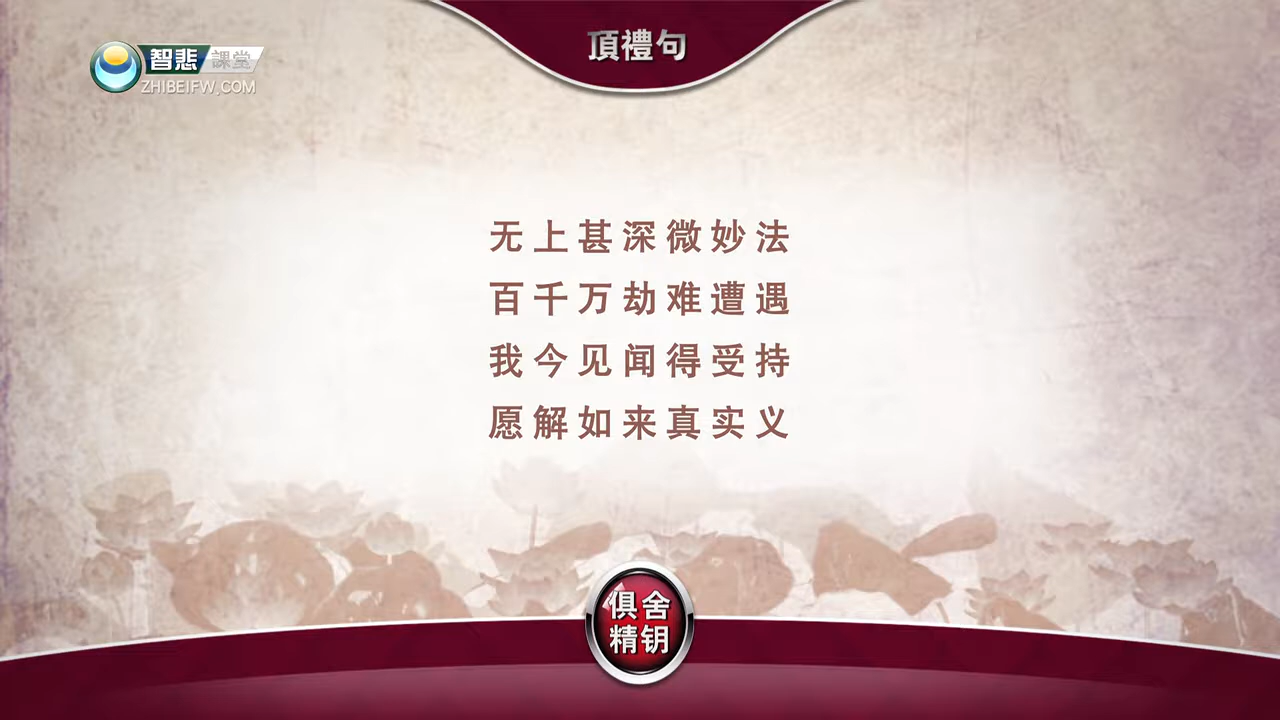 頂禮句
智悲課堂
ZHIBEIFW.COM
无上甚深微妙法
百千万劫难遭遇
我今见闻得受持
愿解如来真实义
俱舍
精钥